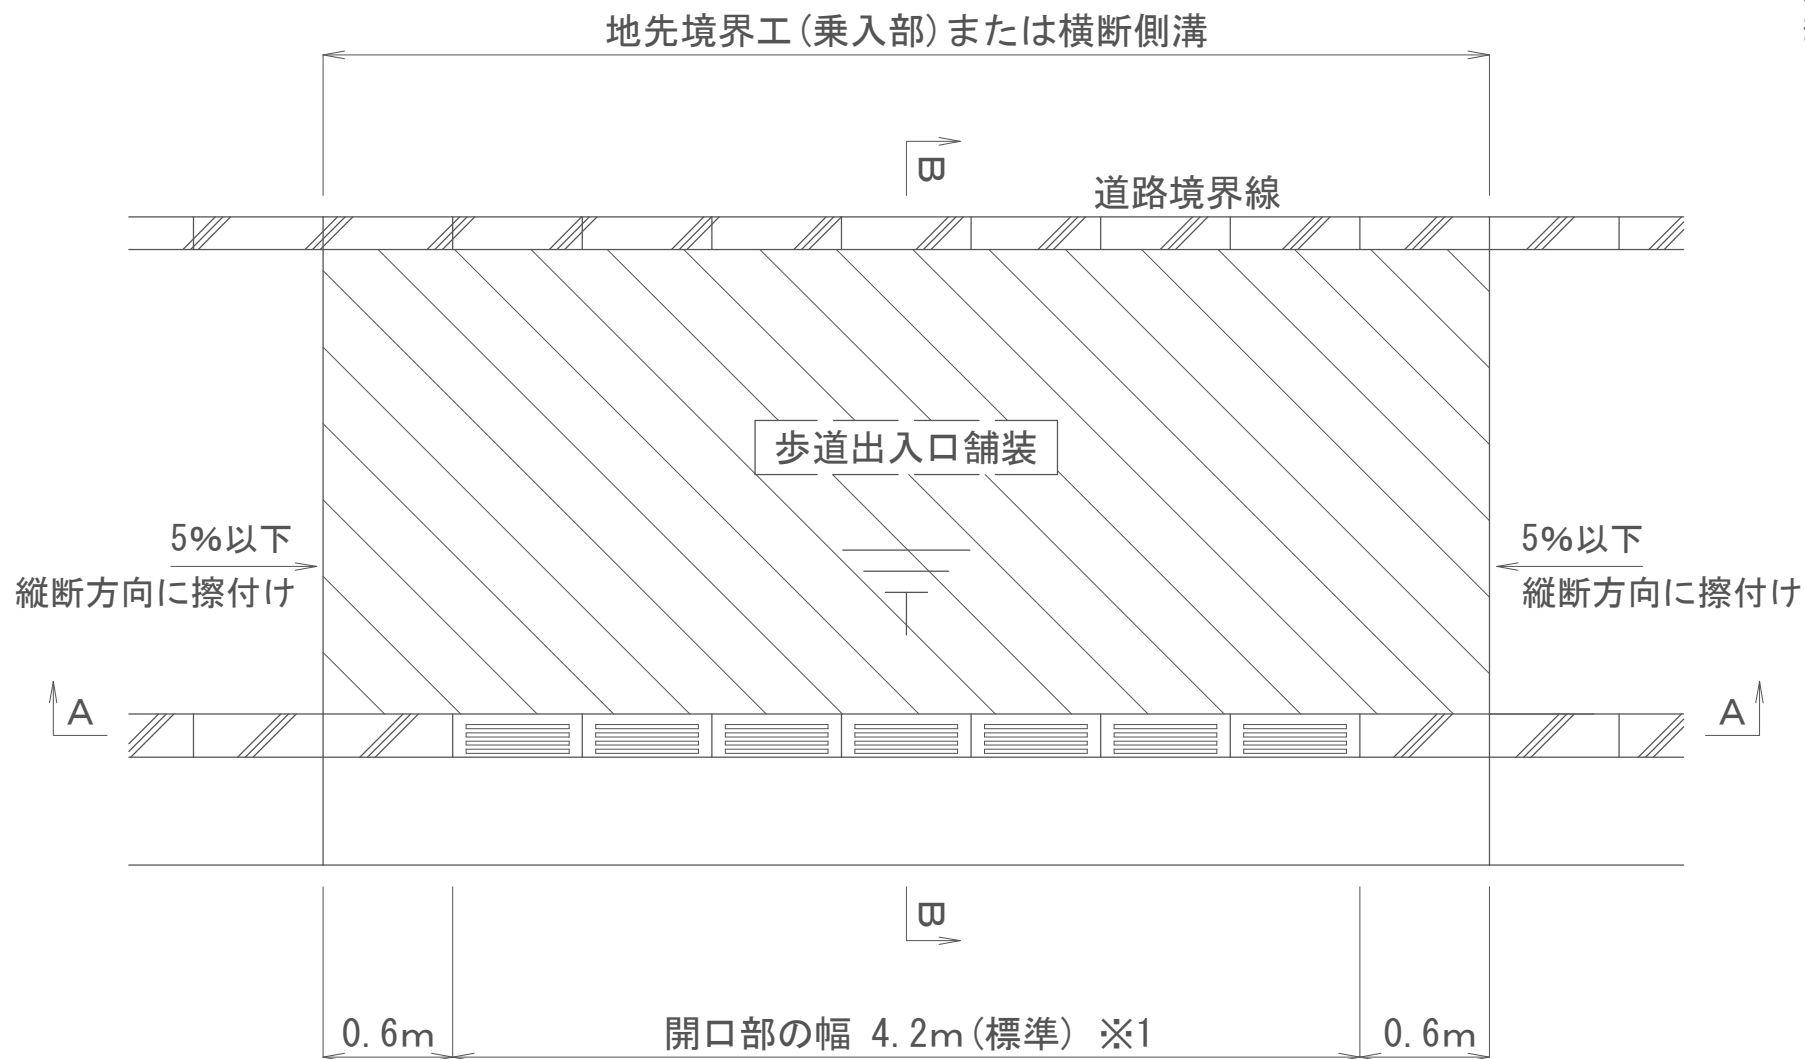 地先境界工(乗入部)または横断側溝
B
道路境界線
歩道出入口舗装
5%以下
縦断方向に擦付け
5%以下
縦断方向に擦付け
A
A
B
0.6m
開口部の幅 4.2m(標準) ※1
0.6m